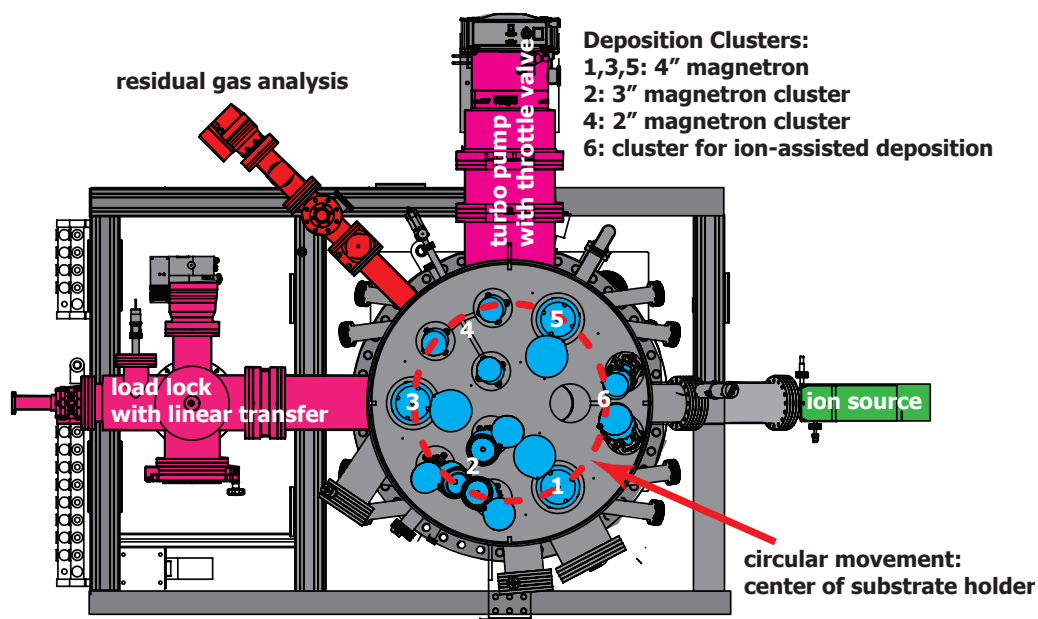 Deposition Clusters:
1,3,5: 4” magnetron
2: 3” magnetron cluster
4: 2” magnetron cluster
6: cluster for ion-assisted deposition
residual gas analysis
turbo pump
with throttle valve
5
4
load lock
with linear transfer
3
6
ion source
2
1
circular movement:
center of substrate holder